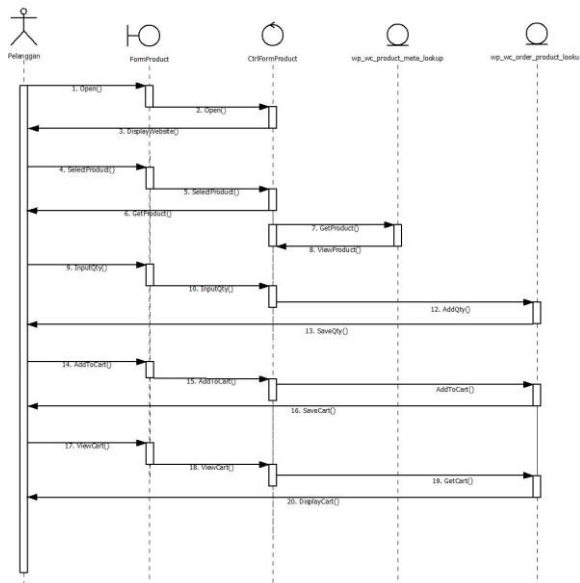 Pelanggan
FormProduct
CtrlFormProduct
wp_wc_product_meta_lookup
wp_wc_order_product_looku
1. Open()
2. Open()
3. DisplayWebsite()
4. SelectProduct()
5. SelectProduct()
6. GetProduct()
7. GetProduct()
8. ViewProduct()
9. InputQty()
10. InputQty()
12. AddQty()
13. SaveQty()
14. AddToCart()
15. AddToCart()
AddToCart()
16. SaveCart()
17. ViewCart()
18. ViewCart()
19. GetCart()
20. DisplayCart()